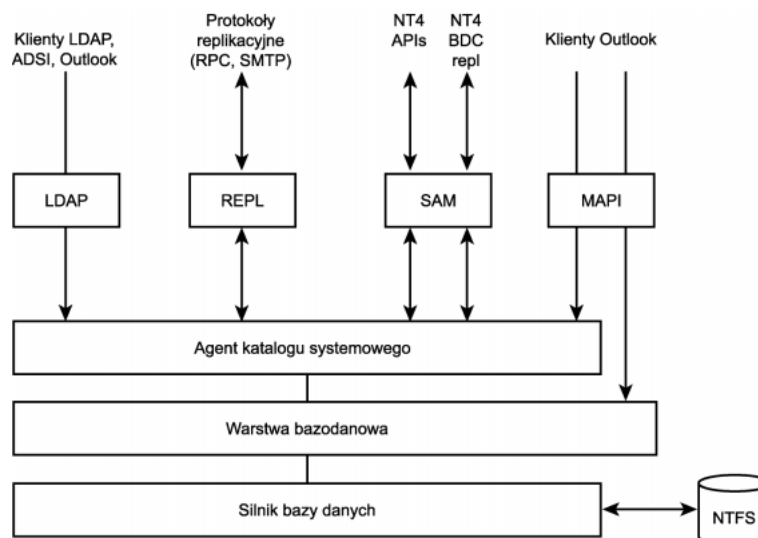 Klienty LDAP,
ADSI, Outlook
Protokoły
replikacyjne
(RPC, SMTP)
NT4
APIs
NT4
BDC
repl
Klienty Outlook
LDAP
REPL
SAM
MAPI
Agent katalogu systemowego
Warstwa bazodanowa
Silnik bazy danych
NTFS